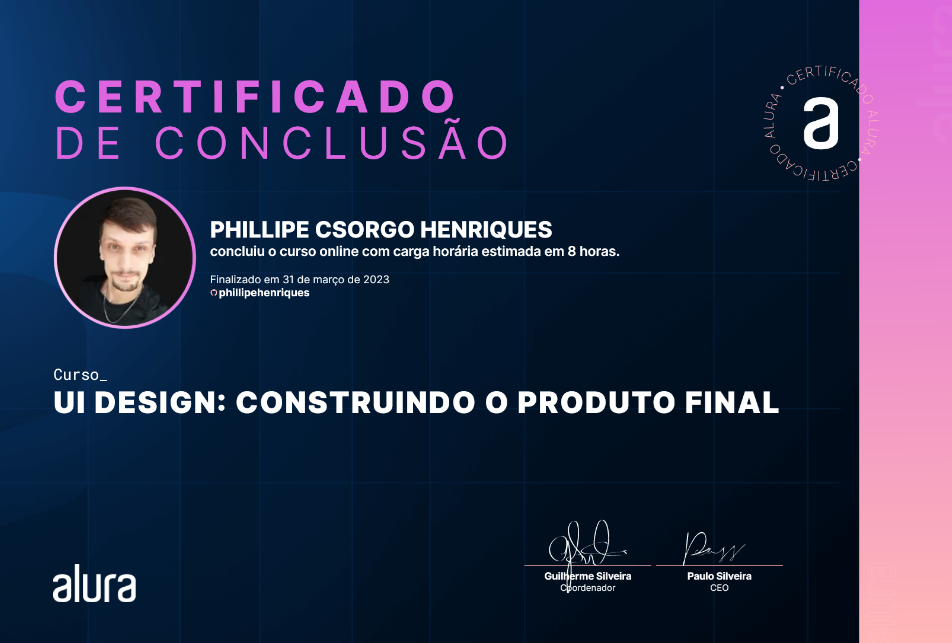 CERTIFICADO
DE CONCLUSÃO
CERTIFICADO ALURA • CERTIFICADO ALURA •
a
PHILLIPE CSORGO HENRIQUES
concluiu o curso online com carga horária estimada em 8 horas.
Finalizado em 31 de março de 2023
phillipehenriques
Curso_
UI DESIGN: CONSTRUINDO O PRODUTO FINAL
Guilherme Silveira
Coordenador
Paulo Silveira
CEO
alura